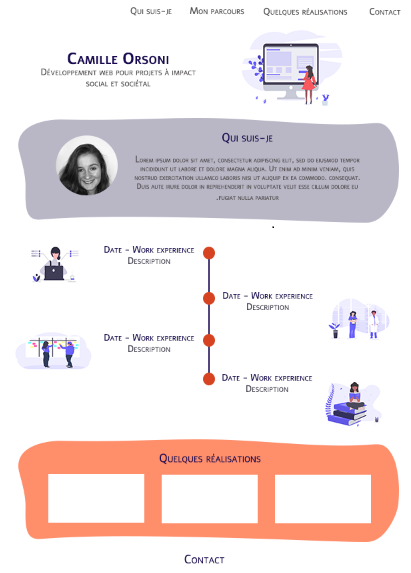 Qui suis-je Mon parcours Quelques réalisations Contact
Camille Orsoni
Développement web pour projets à impact
social et sociétal
Qui suis-je
Lorem ipsum dolor sit amet, consectetur adipiscing elit, sed do eiusmod tempor
incididunt ut labore et dolore magna aliqua. Ut enim ad minim veniam, quis
nostrud exercitation ullamco laboris nisi ut aliquip ex ea commodo. consequat.
Duis aute irure dolor in reprehenderit in voluptate velit esse cillum dolore eu
.fugiat nulla pariatur
Date - Work experience
Description
Date - Work experience
Description
Date - Work experience
Description
Date - Work experience
Description
Quelques réalisations
Contact